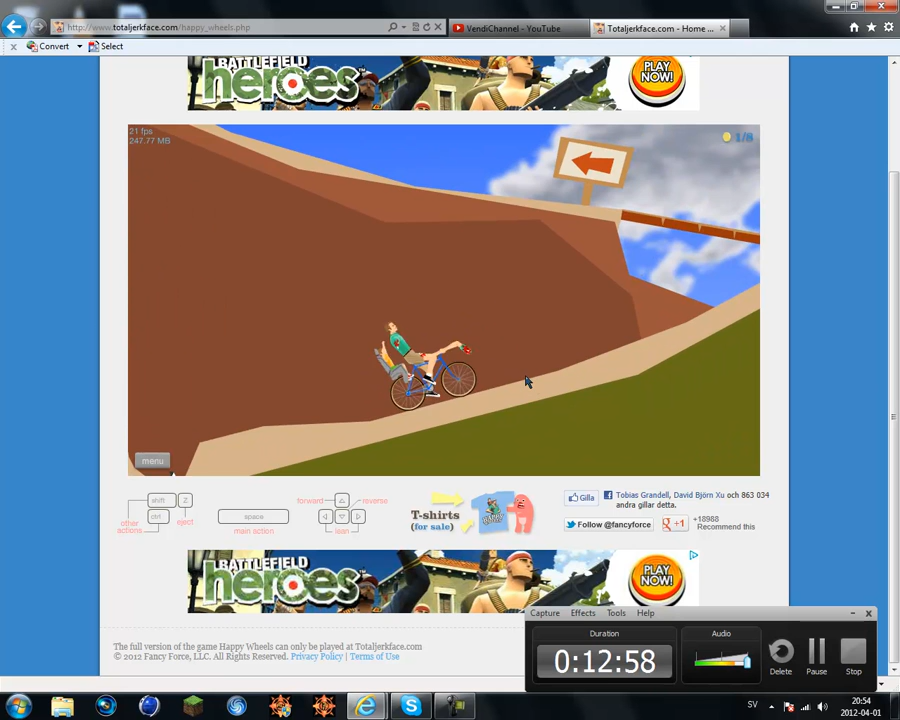 http://www.totaljerkface.com/happy_wheels.php
VendiChannel - YouTube
Totaljerkface.com - Home ...
Convert
Select
BATTLEFIELD
heroes
PLAY
NOW!
21 fps
247.77 MB
1/8
menu
shift
Z
ctrl
other
actions
eject
space
main action
forward
reverse
lean
T-shirts
(for sale)
Gilla
Tobias Grandell, David Björn Xu och 863 034
andra gillar detta.
Follow @fancyforce
+1
+18988
Recommend this
heroes
PLAY
NOW!
The full version of the game Happy Wheels can only be played at Totaljerkface.com
© 2012 Fancy Force, LLC. All Rights Reserved. Privacy Policy | Terms of Use
Capture
Effects
Tools
Help
Duration
0:12:58
Audio
Delete
Pause
Stop
SV
20:54
2012-04-01